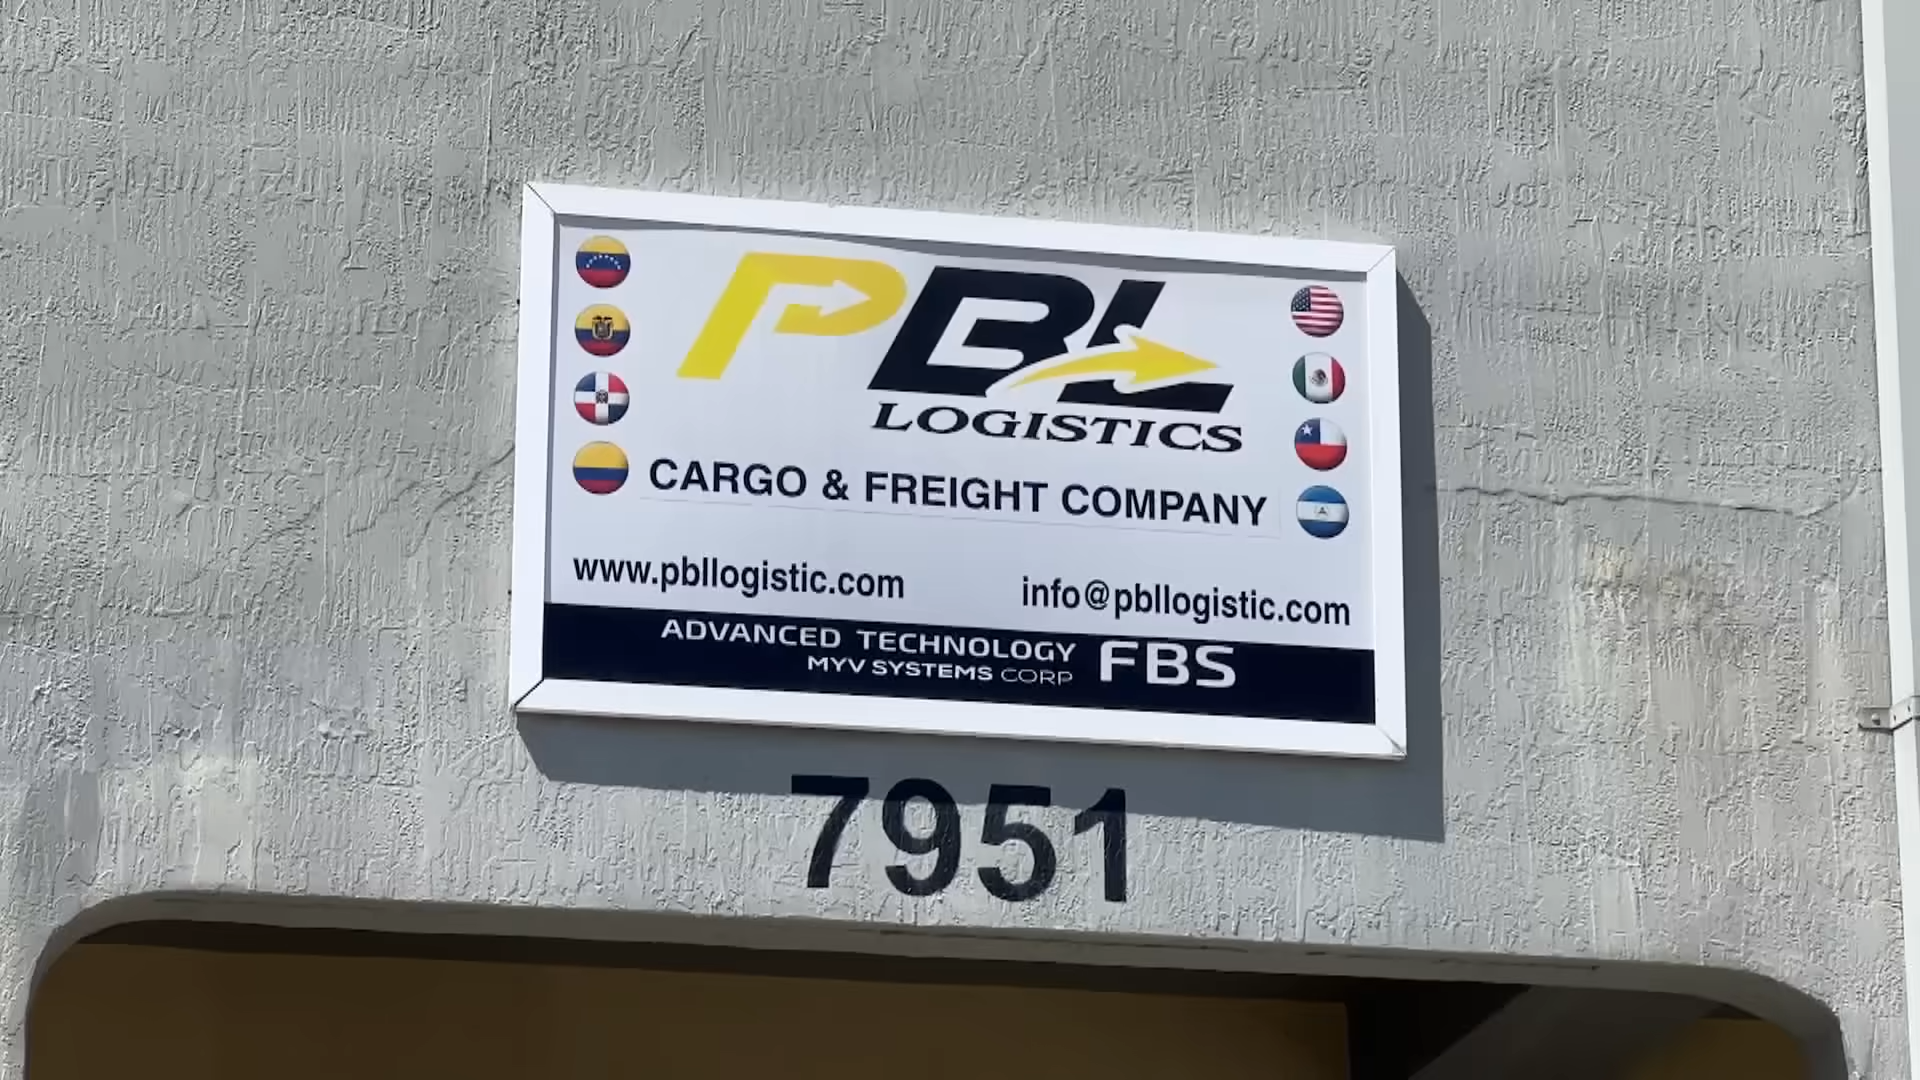 PBL
LOGISTICS
CARGO & FREIGHT COMPANY
www.pbllogistic.com
info@pbllogistic.com
ADVANCED TECHNOLOGY
MYV SYSTEMS CORP
FBS
7951